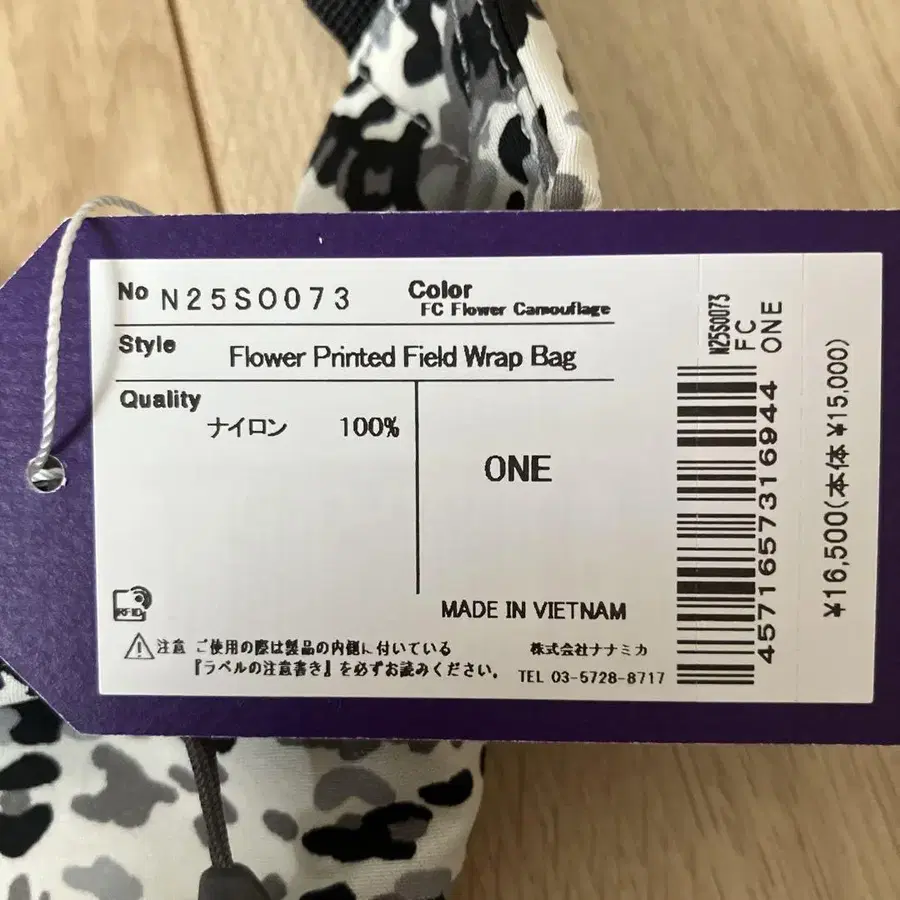 No N25S0073
Color
FC Flower Camouflage
Style Flower Printed Field Wrap Bag
Quality
ナイロン 100%
ONE
MADE IN VIETNAM
RFID
注意 ご使用の際は製品の内側に付いている
『ラベルの注意書き』を必ずお読みください。
株式会社ナナミカ
TEL 03-5728-8717
N25S0073
FC
ONE
4571657316944
¥16,500(本体 ¥15,000)